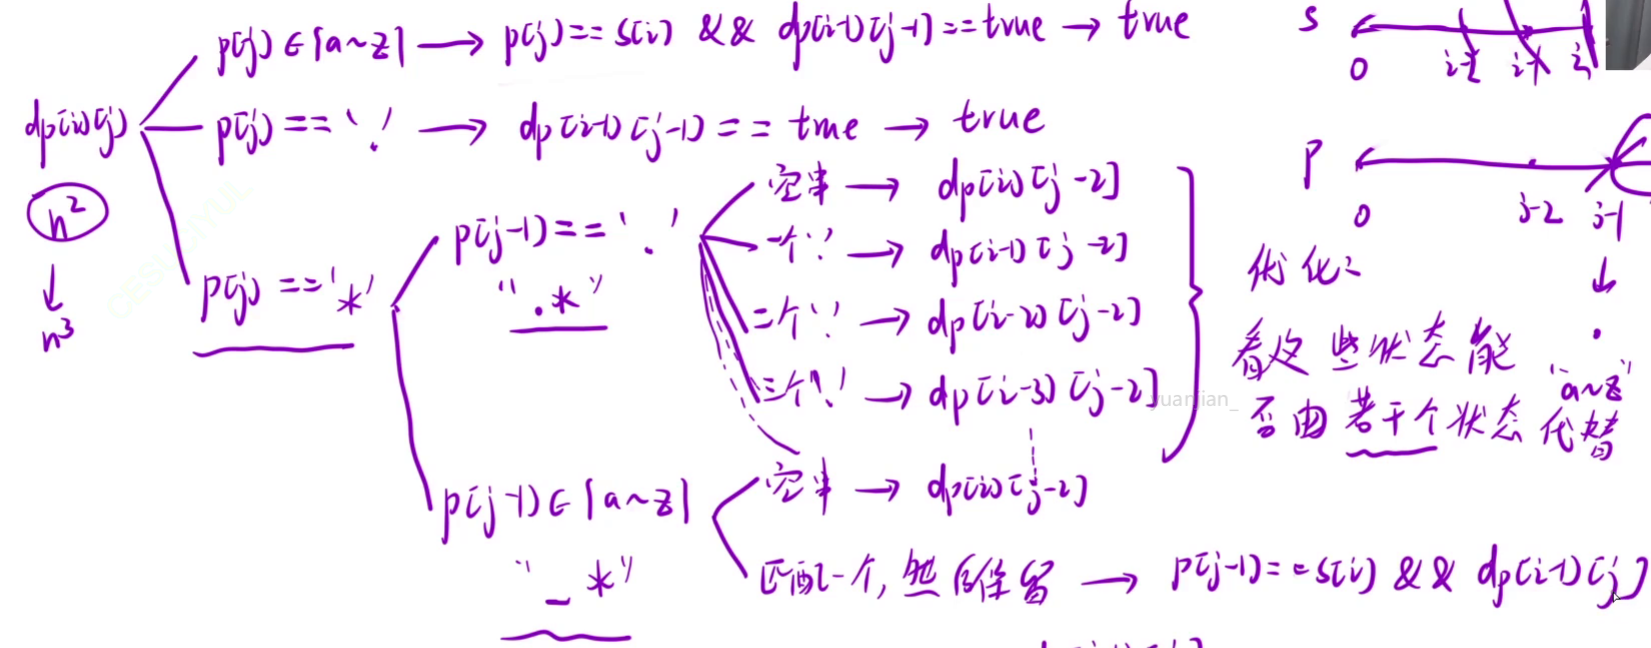 p[j] ∈ [a~z] → p[j] == s[i] && dp[i-1][j-1] == true → true
s
0 i-2 i-1 i
dp[i][j]
p[j] == '.' → dp[i-1][j-1] == true → true
p
0 j-2 j-1
n²
↓
n³
p[j] == '*'
p[j-1] == '.'
".*"
空串 → dp[i][j-2]
一个'.' → dp[i-1][j-2]
二个'.' → dp[i-2][j-2]
三个'.' → dp[i-3][j-2]
优化:
看这些状态能
否由若干个状态代替
↓
.
"a~z"
yuanjian_
p[j-1] ∈ [a~z]
"_*"
空串 → dp[i][j-2]
匹配一个, 然后保留 → p[j-1] == s[i] && dp[i-1][j]